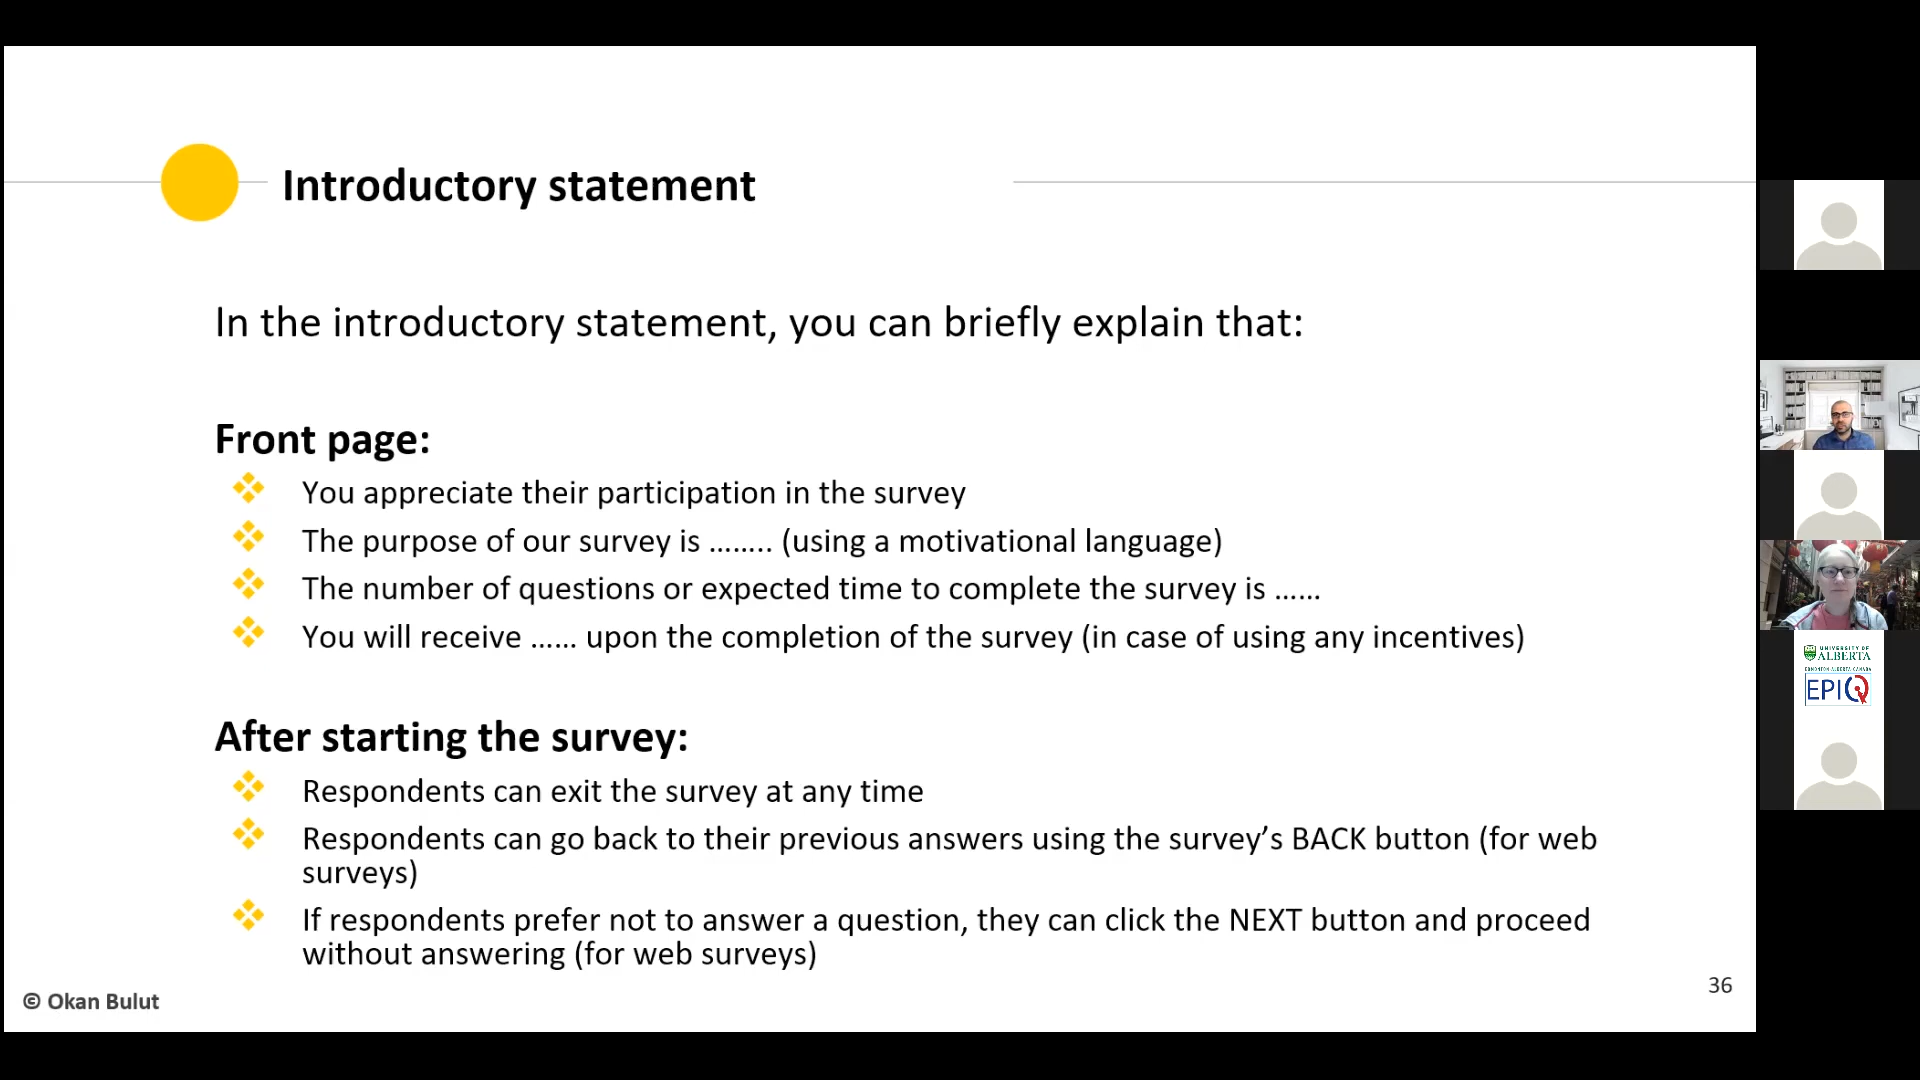 Introductory statement
In the introductory statement, you can briefly explain that:
Front page:
You appreciate their participation in the survey
The purpose of our survey is …….. (using a motivational language)
The number of questions or expected time to complete the survey is ……
You will receive …… upon the completion of the survey (in case of using any incentives)
After starting the survey:
Respondents can exit the survey at any time
Respondents can go back to their previous answers using the survey’s BACK button (for web
surveys)
If respondents prefer not to answer a question, they can click the NEXT button and proceed
without answering (for web surveys)
© Okan Bulut
36
UNIVERSITY OF
ALBERTA
EDMONTON·ALBERTA·CANADA
EPIQ